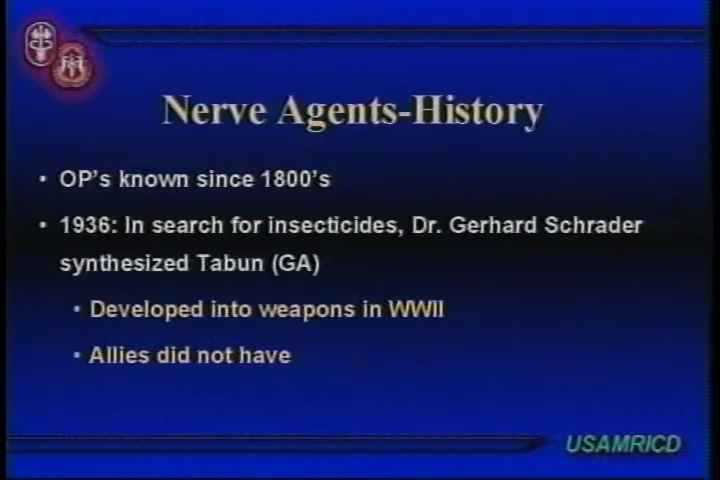 Nerve Agents-History
• OP's known since 1800's
• 1936: In search for insecticides, Dr. Gerhard Schrader
synthesized Tabun (GA)
• Developed into weapons in WWII
• Allies did not have
USAMRICD